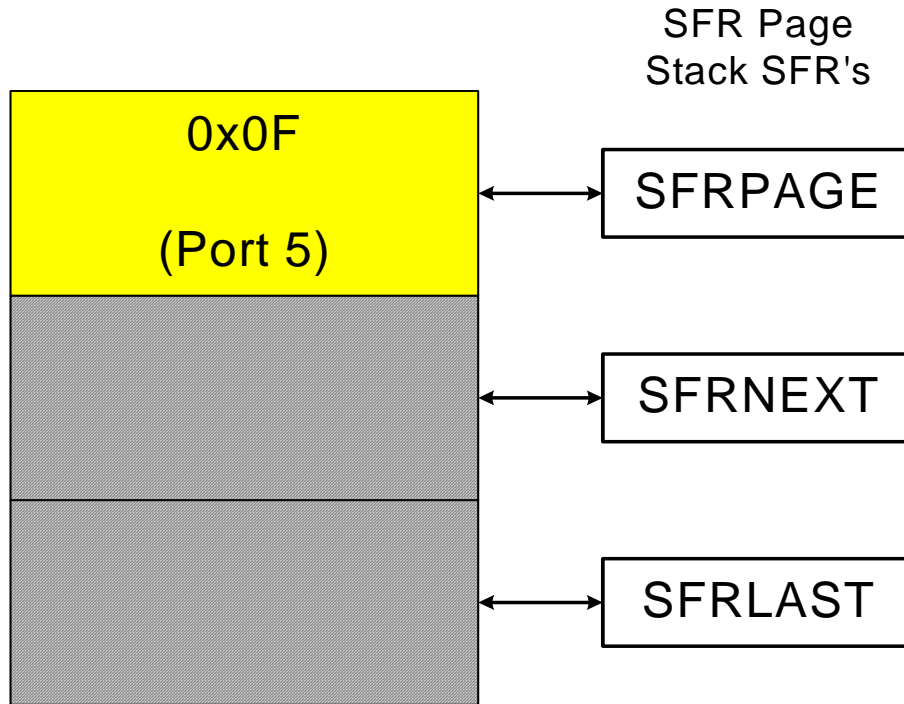 SFR Page
Stack SFR's
0x0F
(Port 5)
SFRPAGE
SFRNEXT
SFRLAST